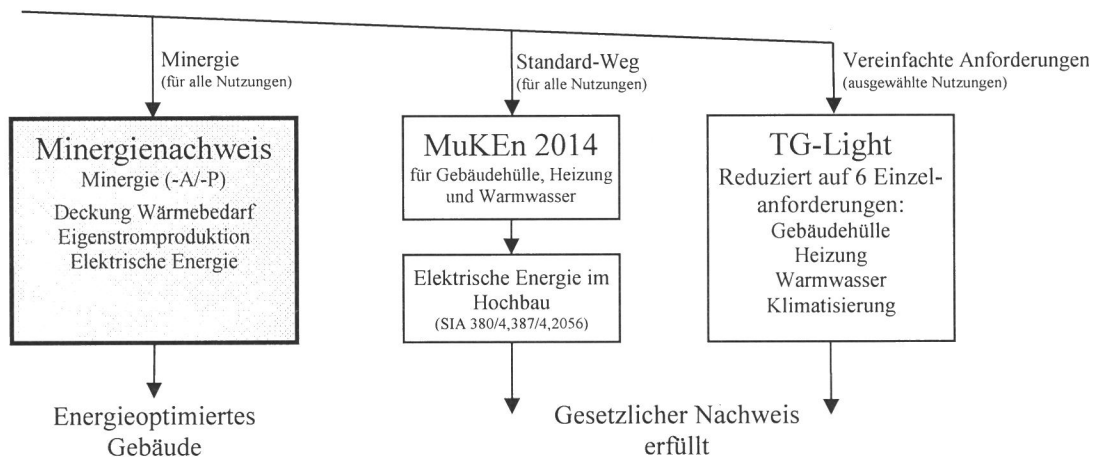 Minergie
(für alle Nutzungen)
Standard-Weg
(für alle Nutzungen)
Vereinfachte Anforderungen
(ausgewählte Nutzungen)
Minergienachweis
Minergie (-A/-P)
Deckung Wärmebedarf
Eigenstromproduktion
Elektrische Energie
MuKEn 2014
für Gebäudehülle, Heizung
und Warmwasser
Elektrische Energie im
Hochbau
(SIA 380/4,387/4,2056)
TG-Light
Reduziert auf 6 Einzel-
anforderungen:
Gebäudehülle
Heizung
Warmwasser
Klimatisierung
Energieoptimiertes
Gebäude
Gesetzlicher Nachweis
erfüllt